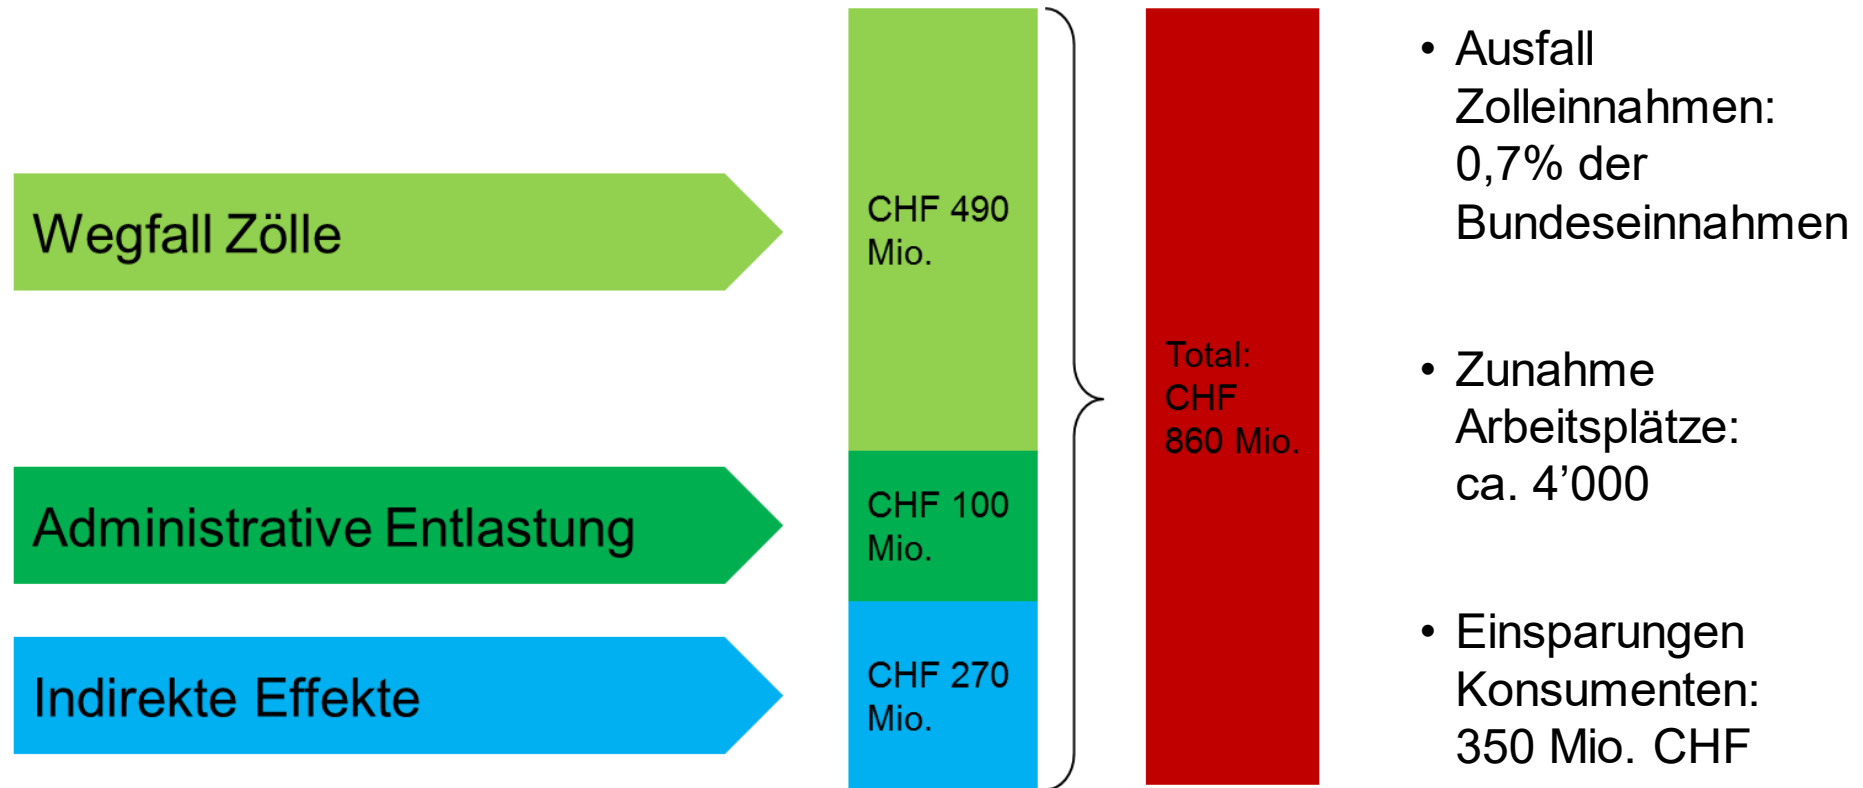 Wegfall Zölle
Administrative Entlastung
Indirekte Effekte
CHF 490
Mio.
CHF 100
Mio.
CHF 270
Mio.
Total:
CHF
860 Mio.
• Ausfall
Zolleinnahmen:
0,7% der
Bundeseinnahmen
• Zunahme
Arbeitsplätze:
ca. 4’000
• Einsparungen
Konsumenten:
350 Mio. CHF